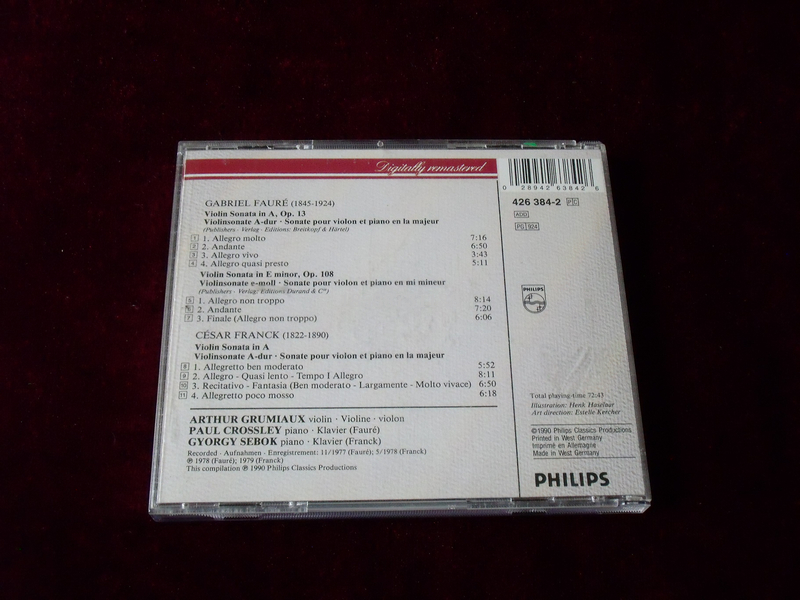 Digitally remastered
GABRIEL FAURÉ (1845-1924)
Violin Sonata in A, Op. 13
Violinsonate A-dur · Sonate pour violon et piano en la majeur
(Publishers · Verlag · Editions: Breitkopf & Härtel)
1 1. Allegro molto 7:16
2 2. Andante 6:50
3 3. Allegro vivo 3:43
4 4. Allegro quasi presto 5:11
Violin Sonata in E minor, Op. 108
Violinsonate e-moll · Sonate pour violon et piano en mi mineur
(Publishers · Verlag · Editions Durand & Cie)
5 1. Allegro non troppo 8:14
6 2. Andante 7:20
7 3. Finale (Allegro non troppo) 6:06
CÉSAR FRANCK (1822-1890)
Violin Sonata in A
Violinsonate A-dur · Sonate pour violon et piano en la majeur
8 1. Allegretto ben moderato 5:52
9 2. Allegro - Quasi lento - Tempo I Allegro 8:11
10 3. Recitativo - Fantasia (Ben moderato - Largamente - Molto vivace) 6:50
11 4. Allegretto poco mosso 6:18
ARTHUR GRUMIAUX violin · Violine · violon
PAUL CROSSLEY piano · Klavier (Fauré)
GYORGY SEBOK piano · Klavier (Franck)
Recorded · Aufnahmen · Enregistrement: 11/1977 (Fauré); 5/1978 (Franck)
℗ 1978 (Fauré); 1979 (Franck)
This compilation ℗ 1990 Philips Classics Productions
0 28942 63842 6
426 384-2 PC
ADD
PG 924
PHILIPS
Total playing-time 72:43
Illustration: Henk Haselaar
Art direction: Estelle Kercher
©1990 Philips Classics Productions
Printed in West Germany
Imprimé en Allemagne
Made in West Germany
PHILIPS